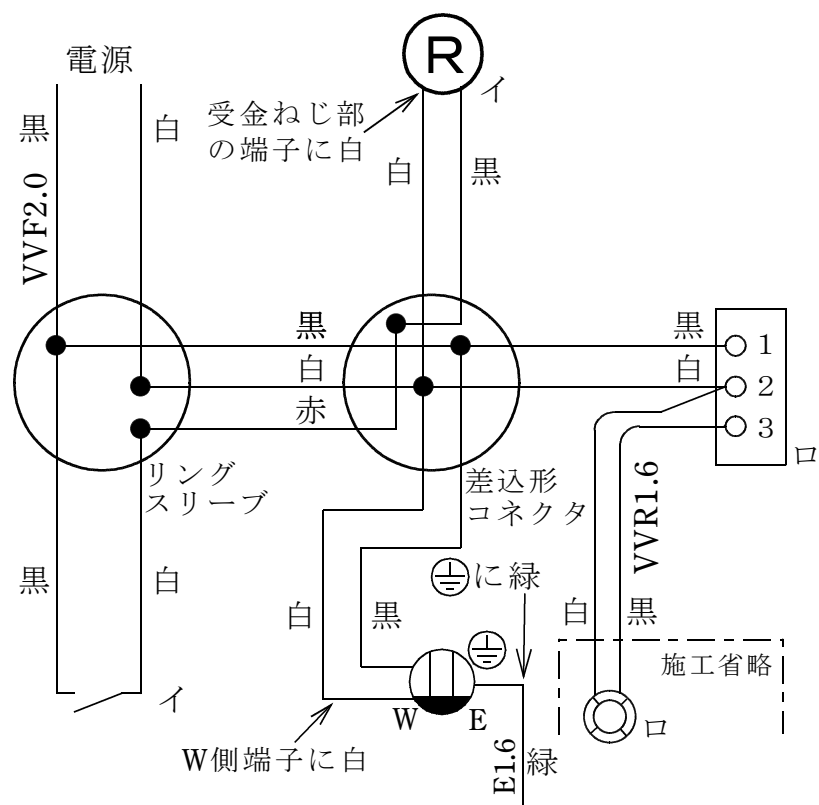 電源
R
イ
受金ねじ部
の端子に白
黒
白
白
黒
VVF2.0
黒
黒
1
白
白
2
赤
3
ロ
リング
スリーブ
差込形
コネクタ
VVR1.6
黒
白
に緑
白
黒
白
黒
施工省略
イ
W
E
ロ
W側端子に白
E1.6
緑